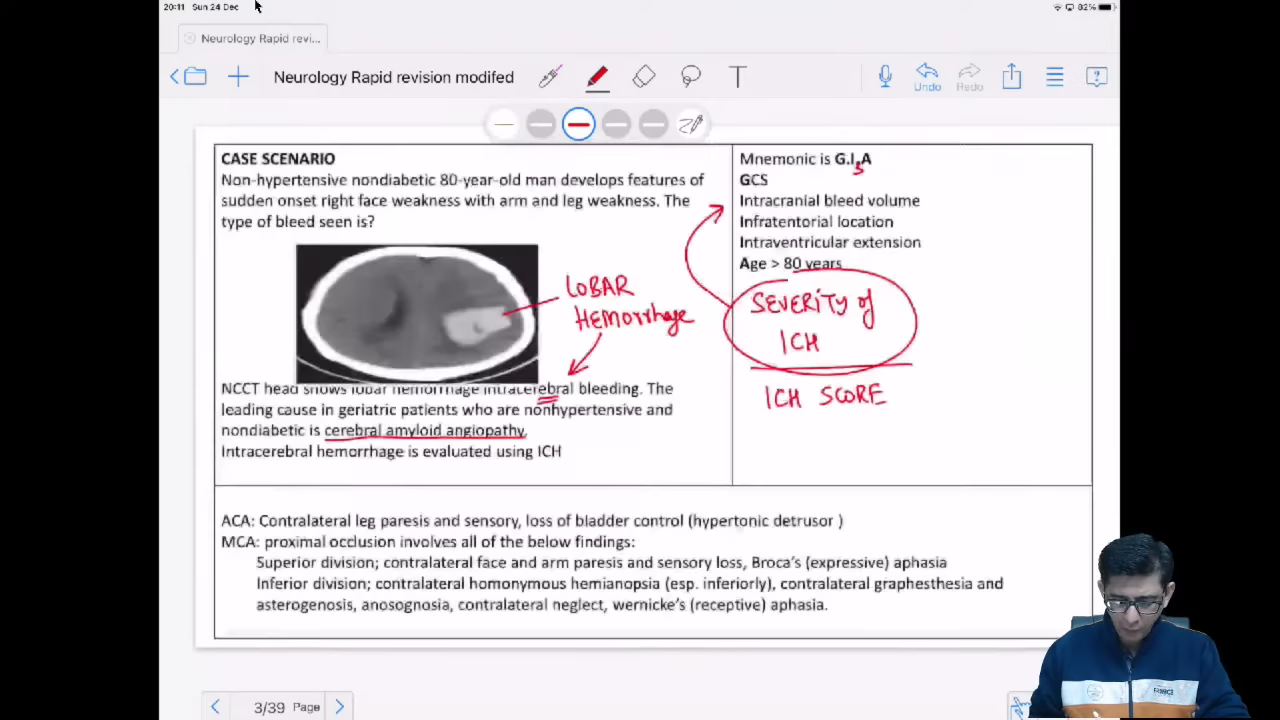 20:11 Sun 24 Dec
82%
Neurology Rapid revi...
Neurology Rapid revision modifed
T
Undo
Redo
CASE SCENARIO
Non-hypertensive nondiabetic 80-year-old man develops features of
sudden onset right face weakness with arm and leg weakness. The
type of bleed seen is?
LOBAR
HEMorrhage
NCCT head shows lobar hemorrhage intracerebral bleeding. The
leading cause in geriatric patients who are nonhypertensive and
nondiabetic is cerebral amyloid angiopathy.
Intracerebral hemorrhage is evaluated using ICH
Mnemonic is G.I3A
GCS
Intracranial bleed volume
Infratentorial location
Intraventricular extension
Age > 80 years
SEVERITY of
ICH
ICH SCORE
ACA: Contralateral leg paresis and sensory, loss of bladder control (hypertonic detrusor )
MCA: proximal occlusion involves all of the below findings:
Superior division; contralateral face and arm paresis and sensory loss, Broca's (expressive) aphasia
Inferior division; contralateral homonymous hemianopsia (esp. inferiorly), contralateral graphesthesia and
asterogenosis, anosognosia, contralateral neglect, wernicke's (receptive) aphasia.
3/39 Page